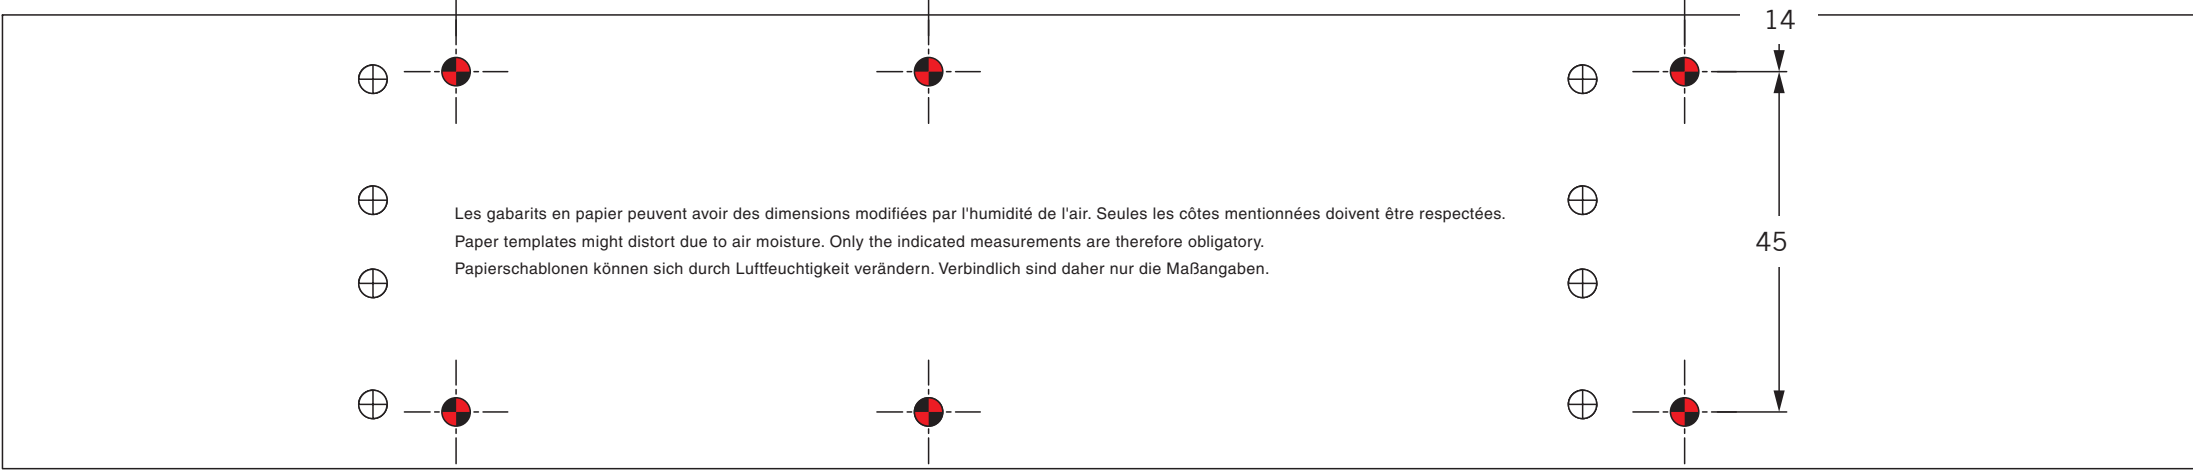 14
Les gabarits en papier peuvent avoir des dimensions modifiées par l'humidité de l'air. Seules les côtes mentionnées doivent être respectées.
Paper templates might distort due to air moisture. Only the indicated measurements are therefore obligatory.
45
Papierschablonen können sich durch Luftfeuchtigkeit verändern. Verbindlich sind daher nur die Maßangaben.